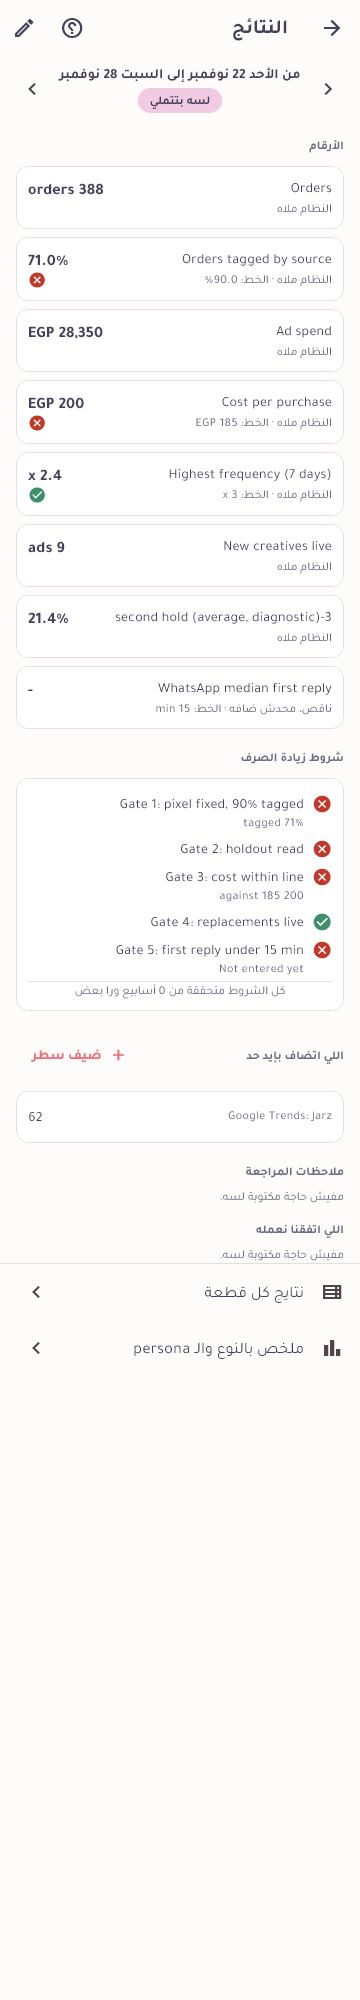 النتائج
من الأحد 22 نوفمبر إلى السبت 28 نوفمبر
لسه بتتملي
الأرقام
Orders
orders 388
النظام ملاه
Orders tagged by source
71.0%
النظام ملاه · الخط: 90.0%
Ad spend
EGP 28,350
النظام ملاه
Cost per purchase
EGP 200
النظام ملاه · الخط: 185 EGP
Highest frequency (7 days)
x 2.4
النظام ملاه · الخط: 3 x
New creatives live
ads 9
النظام ملاه
second hold (average, diagnostic)-3
21.4%
النظام ملاه
WhatsApp median first reply
-
ناقص، محدش ضافه · الخط: 15 min
شروط زيادة الصرف
Gate 1: pixel fixed, 90% tagged
tagged 71%
Gate 2: holdout read
Gate 3: cost within line
against 185 200
Gate 4: replacements live
Gate 5: first reply under 15 min
Not entered yet
كل الشروط متحققة من 0 أسابيع ورا بعض
اللي اتضاف بإيد حد
+ ضيف سطر
Google Trends: Jarz
62
ملاحظات المراجعة
مفيش حاجة مكتوبة لسه.
اللي اتفقنا نعمله
مفيش حاجة مكتوبة لسه.
نتايج كل قطعة
ملخص بالنوع والـ persona